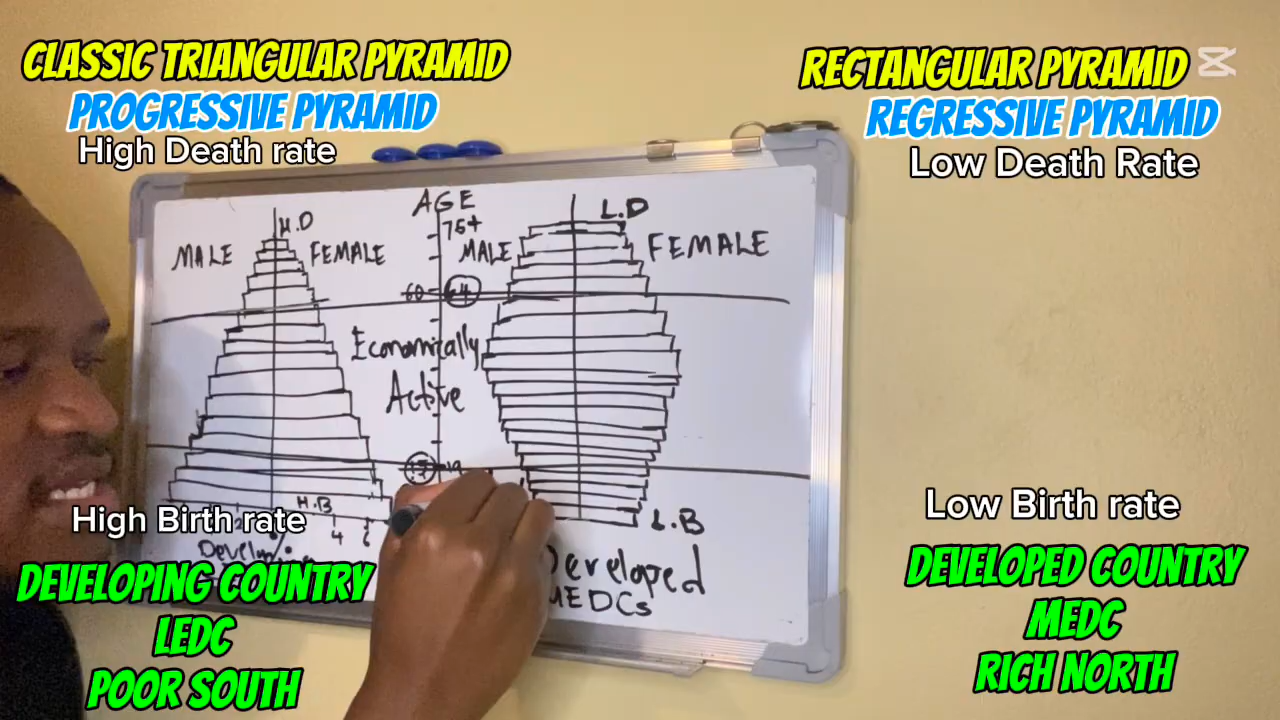 CLASSIC TRIANGULAR PYRAMID
PROGRESSIVE PYRAMID
High Death rate
RECTANGULAR PYRAMID
REGRESSIVE PYRAMID
Low Death Rate
AGE
75+
H.D
MALE
FEMALE
L.D
MALE
FEMALE
60
64
Economically
Active
15
H.B
4
6
L.B
Developed
MEDCs
High Birth rate
DEVELOPING COUNTRY
LEDC
POOR SOUTH
Low Birth rate
DEVELOPED COUNTRY
MEDC
RICH NORTH